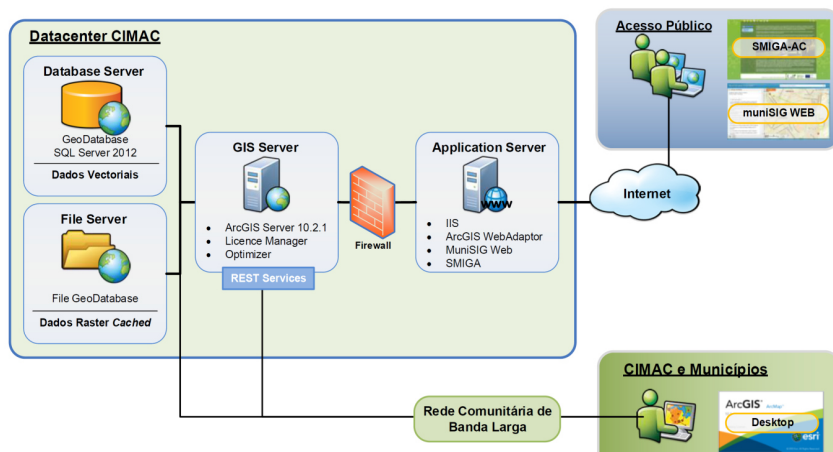 Datacenter CIMAC
Database Server
GeoDatabase
SQL Server 2012
Dados Vectoriais
File Server
File GeoDatabase
Dados Raster Cached
GIS Server
• ArcGIS Server 10.2.1
• Licence Manager
• Optimizer
REST Services
Firewall
Application Server
WWW
• IIS
• ArcGIS WebAdaptor
• MuniSIG Web
• SMIGA
Internet
Acesso Público
SMIGA-AC
muniSIG WEB
Rede Comunitária de
Banda Larga
CIMAC e Municípios
ArcGIS ArcMap
Desktop
esri